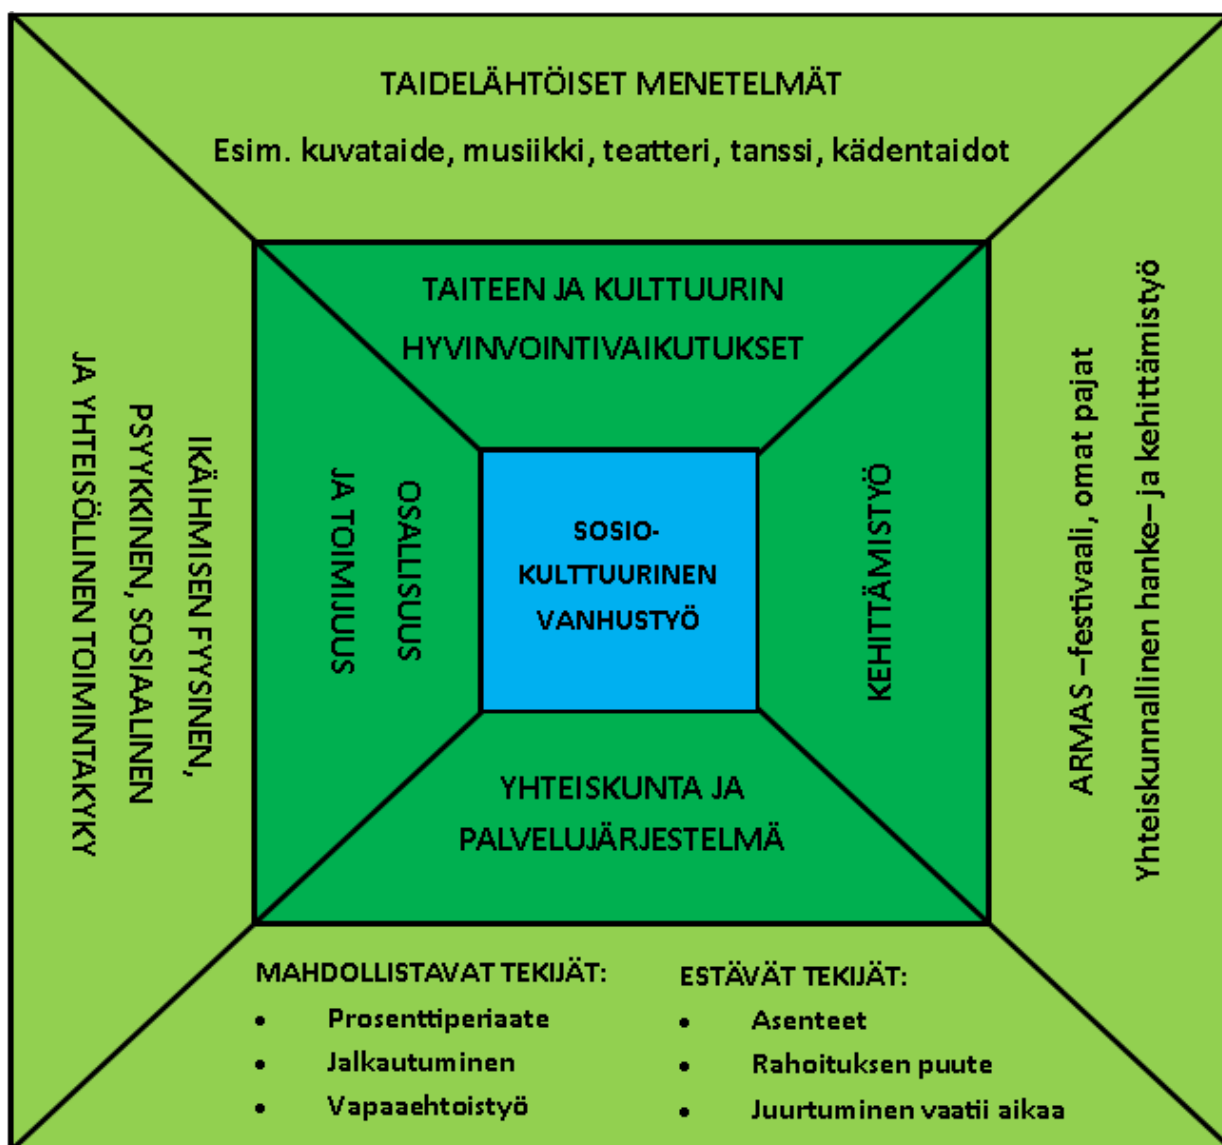 TAIDELÄHTÖISET MENETELMÄT
Esim. kuvataide, musiikki, teatteri, tanssi, kädentaidot
TAITEEN JA KULTTUURIN
HYVINVOINTIVAIKUTUKSET
IKÄIHMISEN FYYSINEN,
PSYYKKINEN, SOSIAALINEN
JA YHTEISÖLLINEN TOIMINTAKYKY
OSALLISUUS
JA TOIMIJUUS
SOSIO-
KULTTUURINEN
VANHUSTYÖ
KEHITTÄMISTYÖ
ARMAS –festivaali, omat pajat
Yhteiskunnallinen hanke– ja kehittämistyö
YHTEISKUNTA JA
PALVELUJÄRJESTELMÄ
MAHDOLLISTAVAT TEKIJÄT:
• Prosenttiperiaate
• Jalkautuminen
• Vapaaehtoistyö
ESTÄVÄT TEKIJÄT:
• Asenteet
• Rahoituksen puute
• Juurtuminen vaatii aikaa